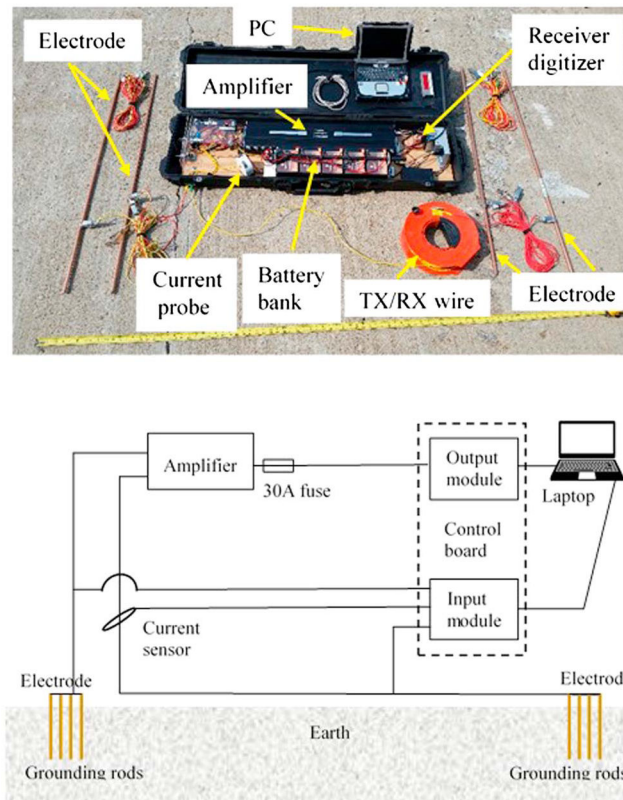 PC
Electrode
Receiver
digitizer
Amplifier
Current
probe
Battery
bank
TX/RX wire
Electrode
Amplifier
30A fuse
Output
module
Laptop
Control
board
Input
module
Current
sensor
Electrode
Electrod
Earth
Grounding rods
Grounding rods